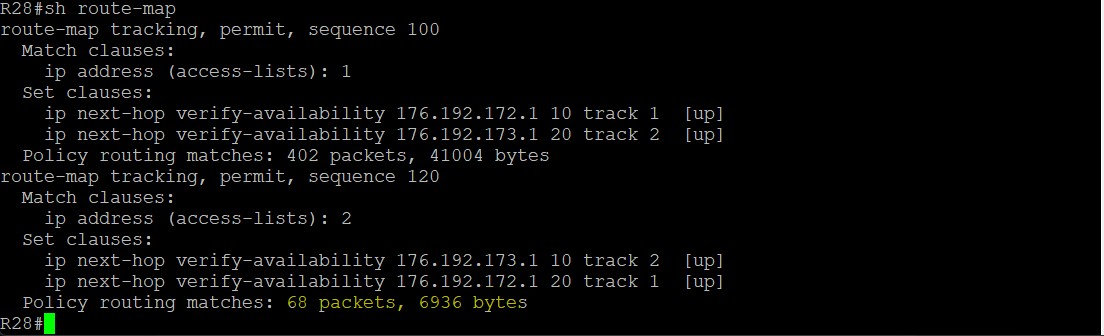 R28#sh route-map
route-map tracking, permit, sequence 100
  Match clauses:
    ip address (access-lists): 1
  Set clauses:
    ip next-hop verify-availability 176.192.172.1 10 track 1  [up]
    ip next-hop verify-availability 176.192.173.1 20 track 2  [up]
  Policy routing matches: 402 packets, 41004 bytes
route-map tracking, permit, sequence 120
  Match clauses:
    ip address (access-lists): 2
  Set clauses:
    ip next-hop verify-availability 176.192.173.1 10 track 2  [up]
    ip next-hop verify-availability 176.192.172.1 20 track 1  [up]
  Policy routing matches: 68 packets, 6936 bytes
R28#